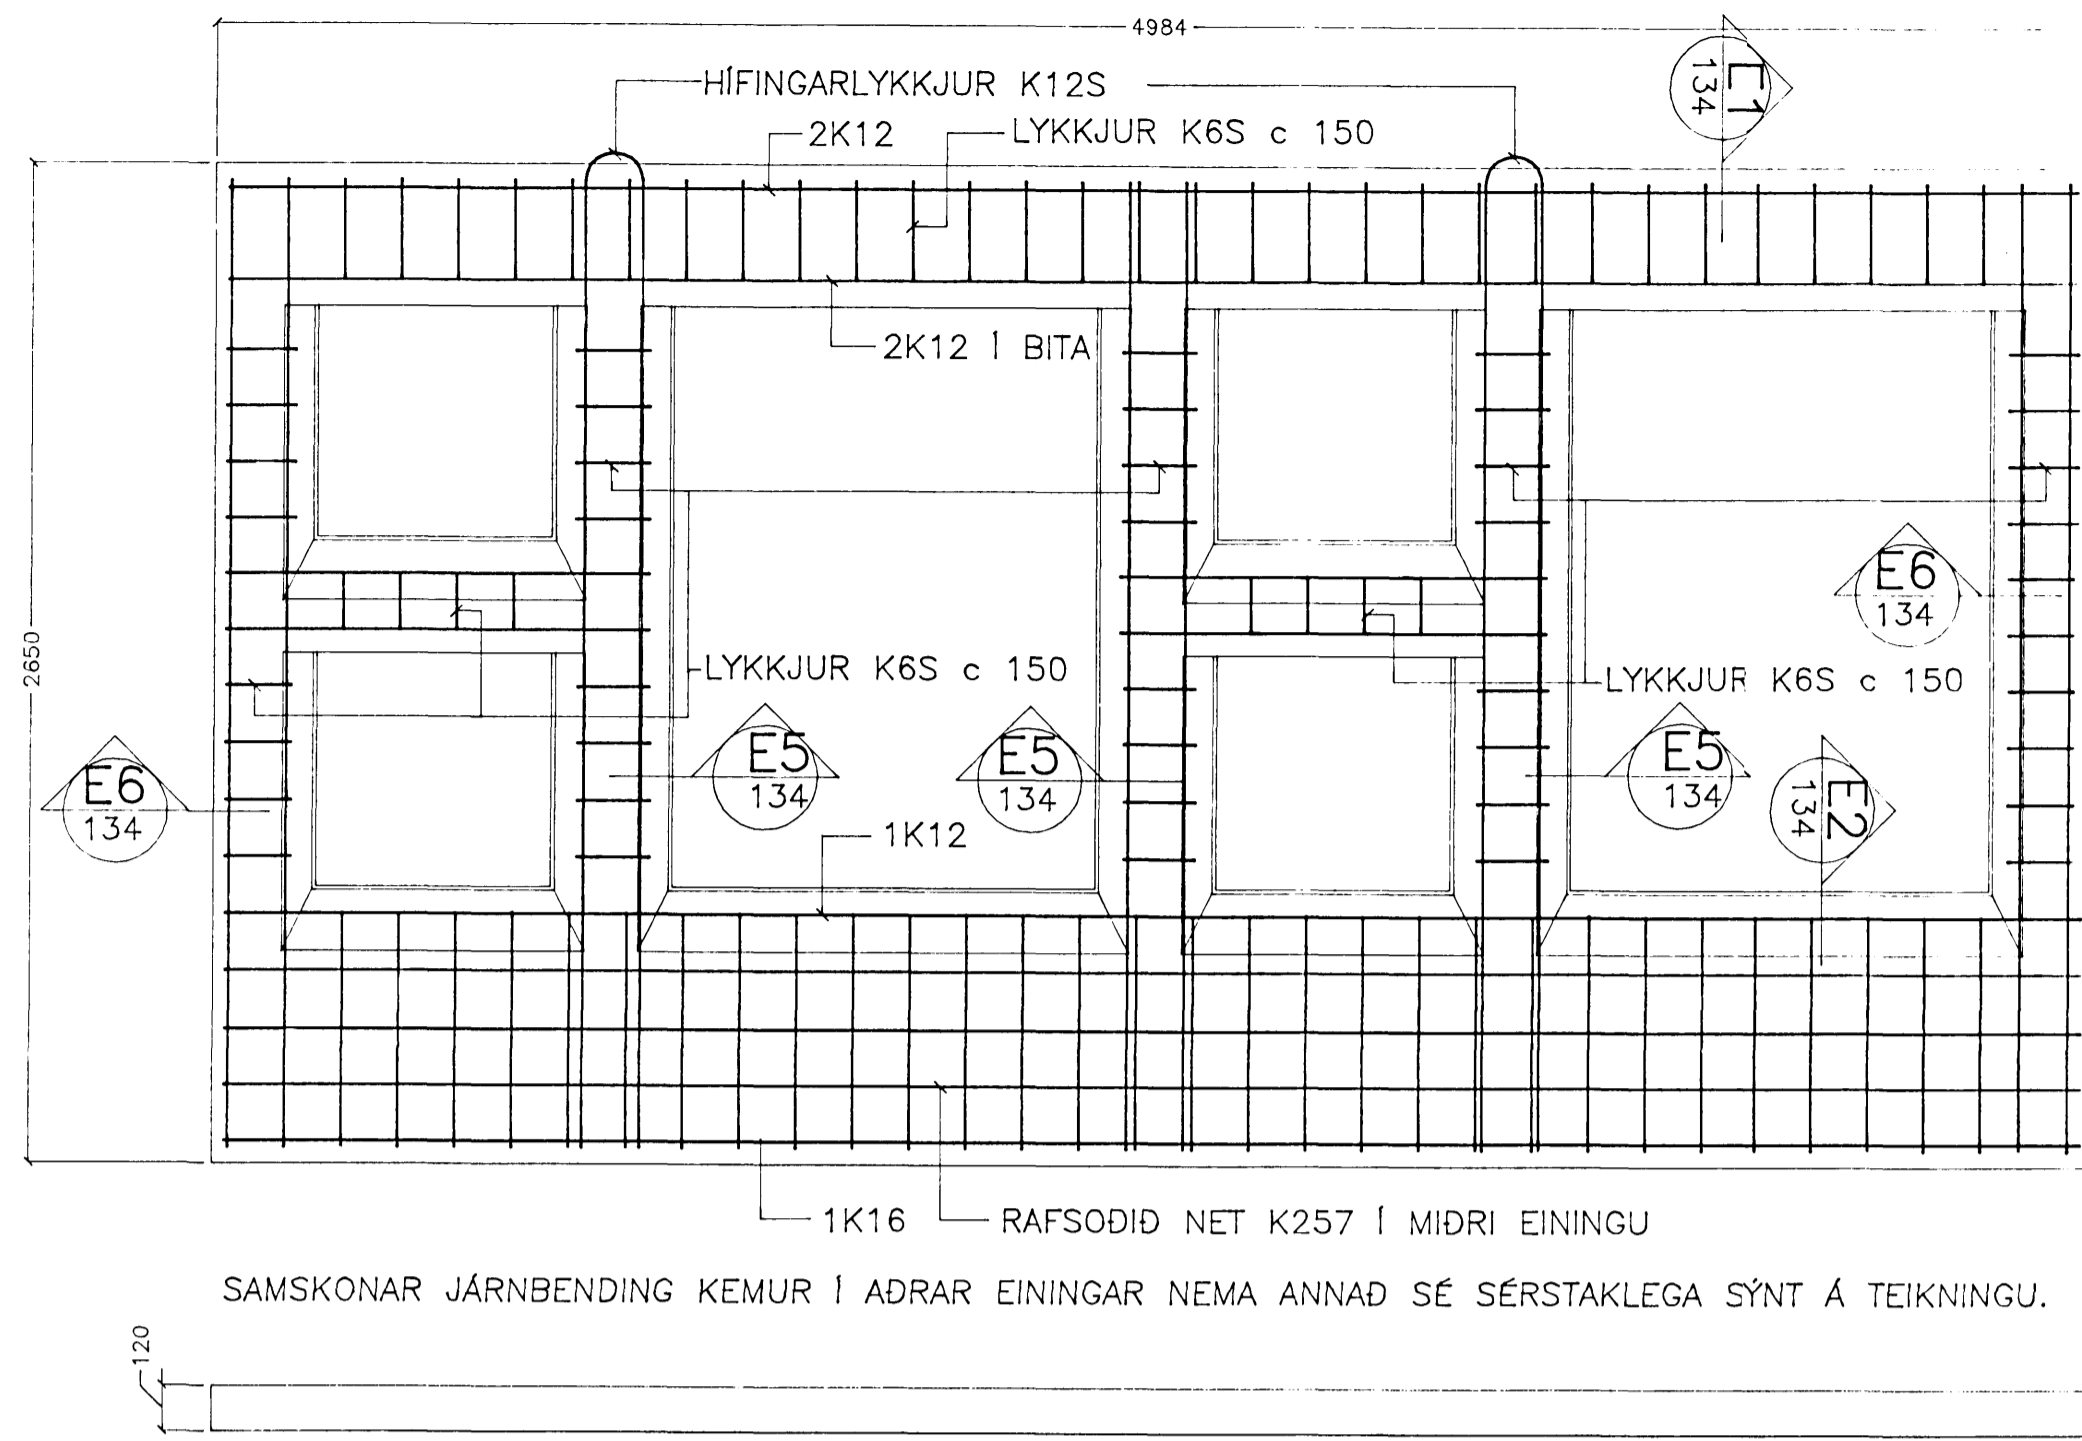 4984
HÍFINGARLYKKJUR K12S
E1
134
2K12
LYKKJUR K6S c 150
2K12 Í BITA
2650
E6
134
LYKKJUR K6S c 150
LYKKJUR K6S c 150
E6
134
E5
134
E5
134
E5
134
E2
134
1K12
1K16
RAFSOÐIÐ NET K257 Í MIÐRI EININGU
SAMSKONAR JÁRNBENDING KEMUR Í AÐRAR EININGAR NEMA ANNAÐ SÉ SÉRSTAKLEGA SÝNT Á TEIKNINGU.
120